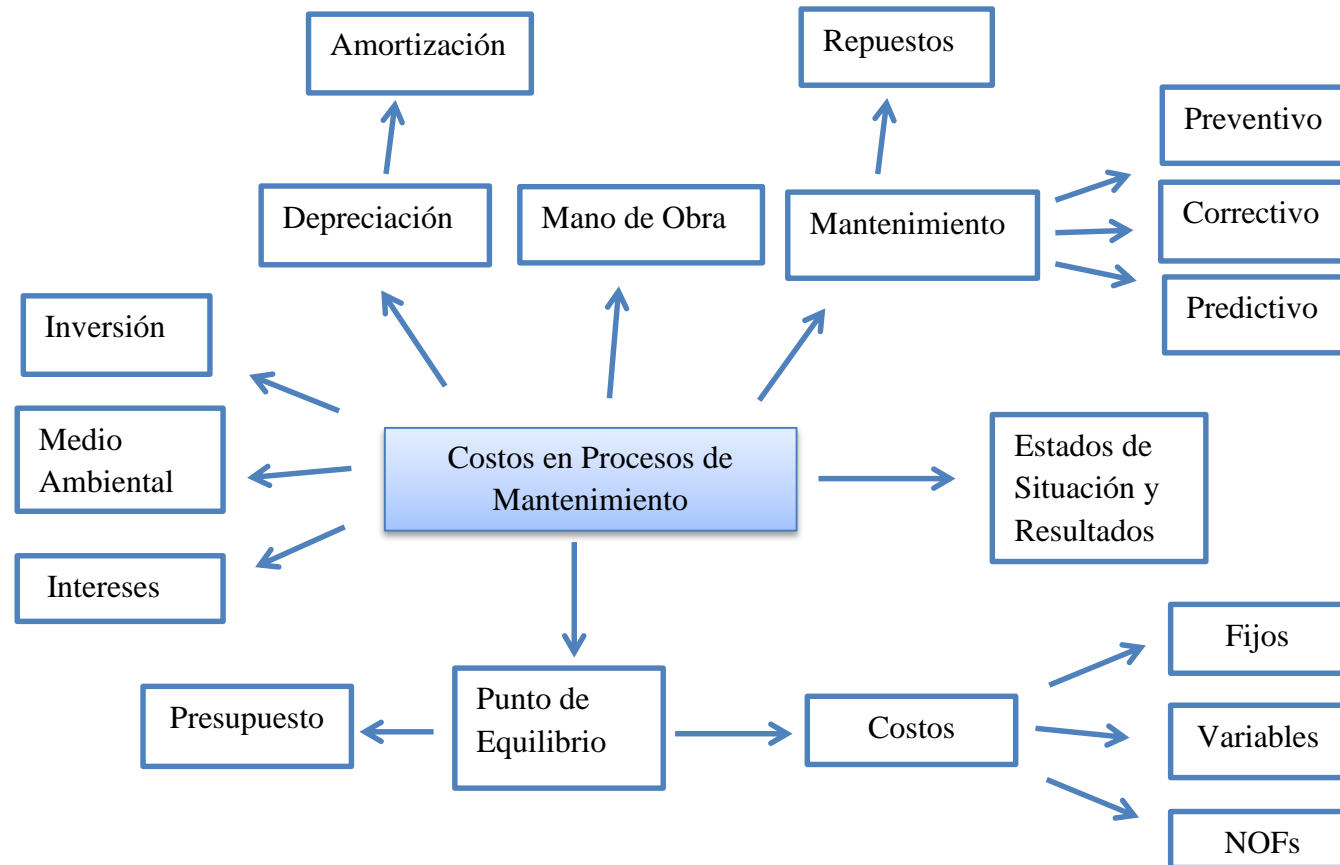 Amortización
Repuestos
Preventivo
Depreciación
Mano de Obra
Mantenimiento
Correctivo
Predictivo
Inversión
Medio
Ambiental
Intereses
Costos en Procesos de
Mantenimiento
Estados de
Situación y
Resultados
Presupuesto
Punto de
Equilibrio
Costos
Fijos
Variables
NOFs